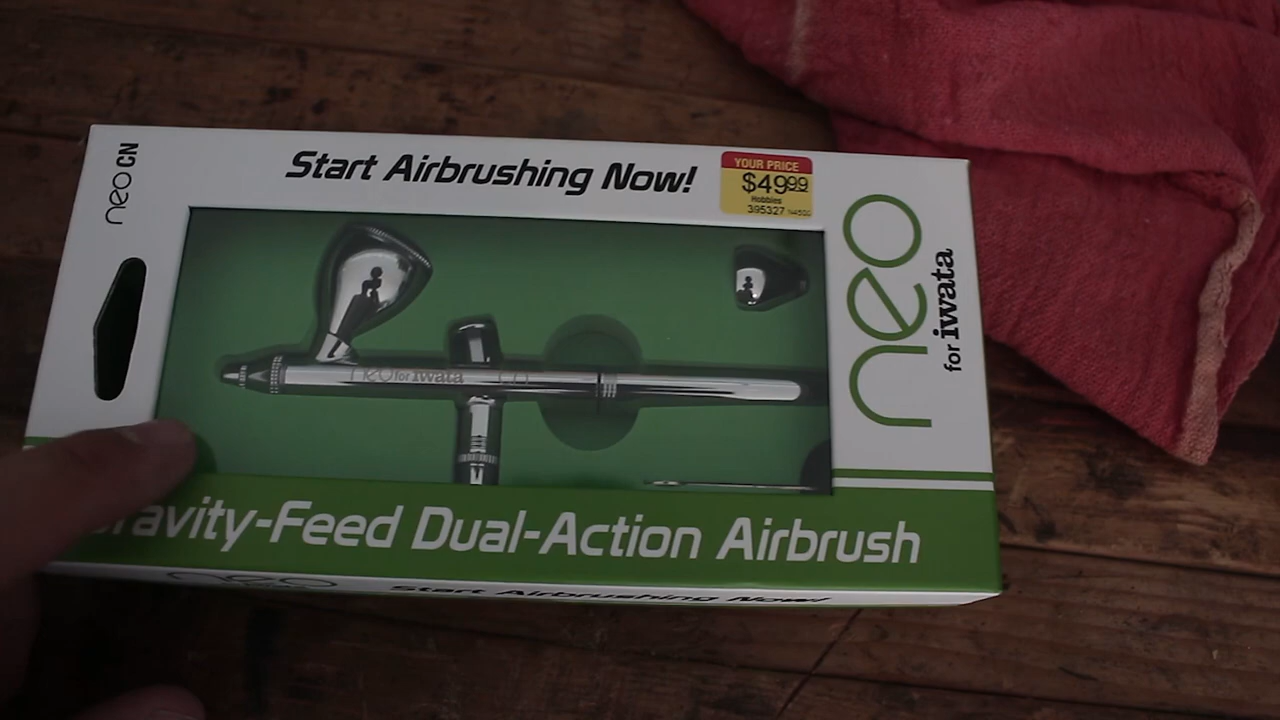 neo CN
Start Airbrushing Now!
YOUR PRICE
$49.99
Hobbies
395327
neo
for iwata
neo for iwata
Gravity-Feed Dual-Action Airbrush
neo
Start Airbrushing Now!